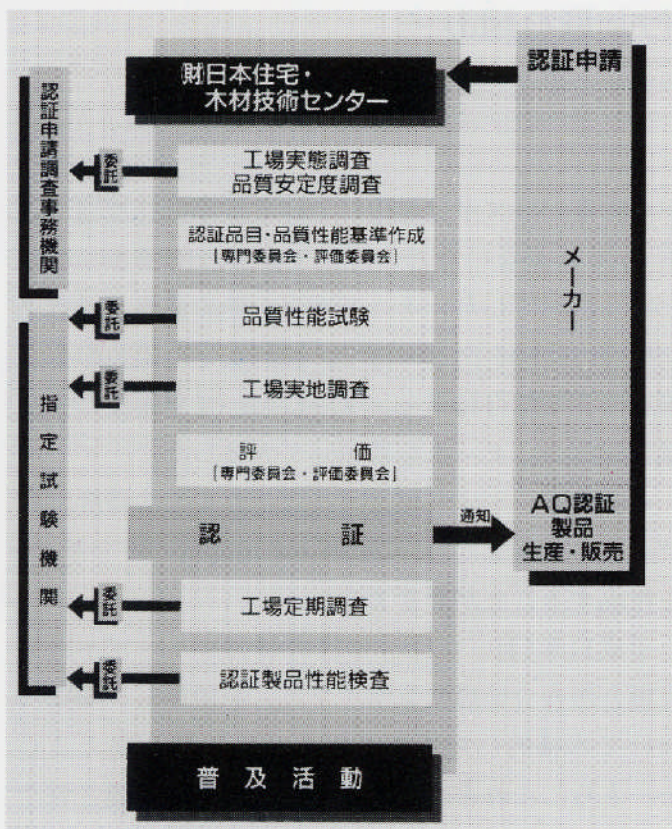 財日本住宅・
木材技術センター
認証申請
認証申請調査事務機関
委託
工場実態調査
品質安定度調査
認証品目・品質性能基準作成
[専門委員会・評価委員会]
メーカー
委託
品質性能試験
委託
工場実地調査
指定試験機関
評価
[専門委員会・評価委員会]
認証
通知
AQ認証
製品
生産・販売
委託
工場定期調査
委託
認証製品性能検査
普及活動